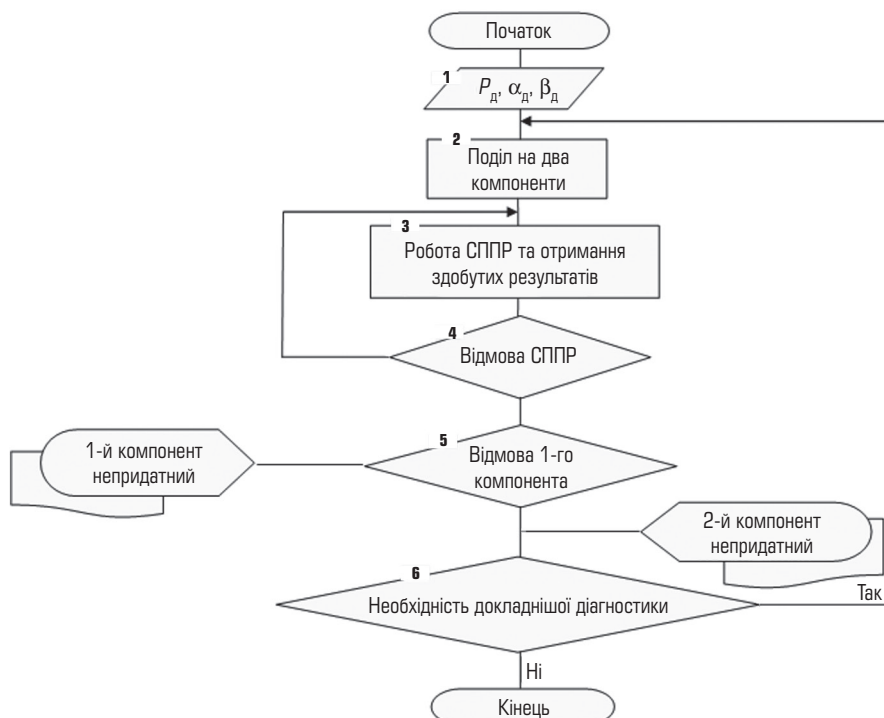 Початок
1
Pд, αд, βд
2
Поділ на два
компоненти
3
Робота СППР та отримання
здобутих результатів
4
Відмова СППР
5
Відмова 1-го
компонента
1-й компонент
непридатний
2-й компонент
непридатний
6
Необхідність докладнішої діагностики
Так
Ні
Кінець